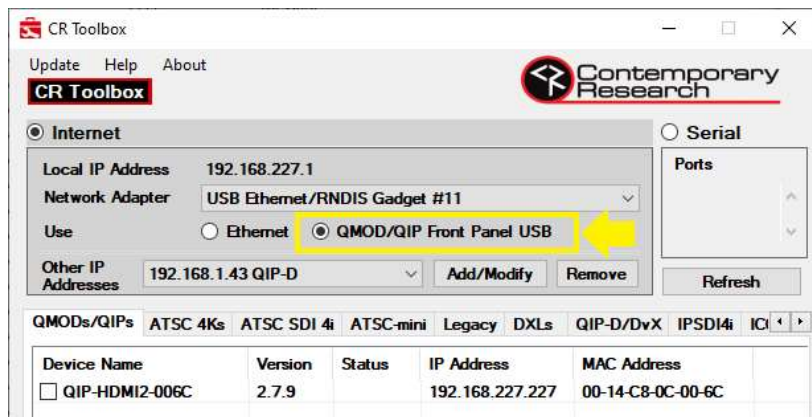 CR Toolbox
Update Help About
CR Toolbox
Contemporary
Research
Internet
Serial
Local IP Address 192.168.227.1
Network Adapter USB Ethernet/RNDIS Gadget #11
Use Ethernet QMOD/QIP Front Panel USB
Other IP
Addresses 192.168.1.43 QIP-D Add/Modify Remove
Ports
Refresh
QMODs/QIPs ATSC 4Ks ATSC SDI 4i ATSC-mini Legacy DXLs QIP-D/DvX IPSDI4i
Device Name Version Status IP Address MAC Address
QIP-HDMI2-006C 2.7.9 192.168.227.227 00-14-C8-0C-00-6C